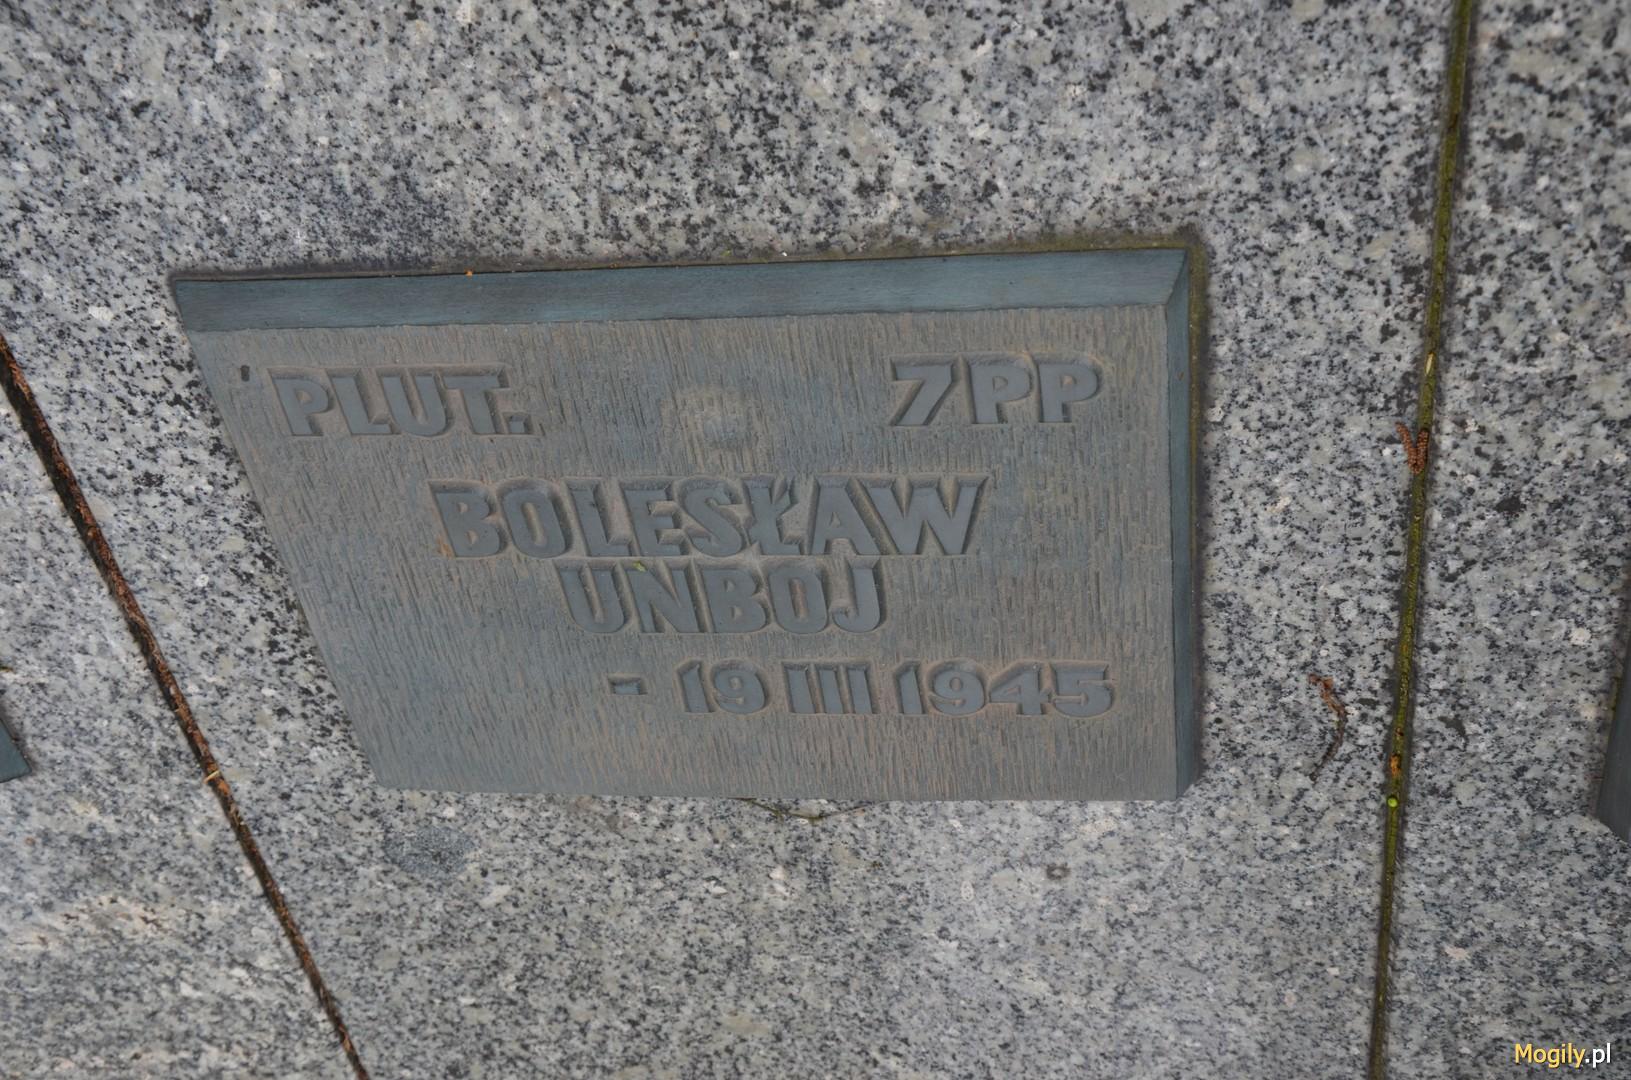 PLUT. 7PP
BOLESŁAW
UNBOJ
- 19 III 1945
Mogily.pl